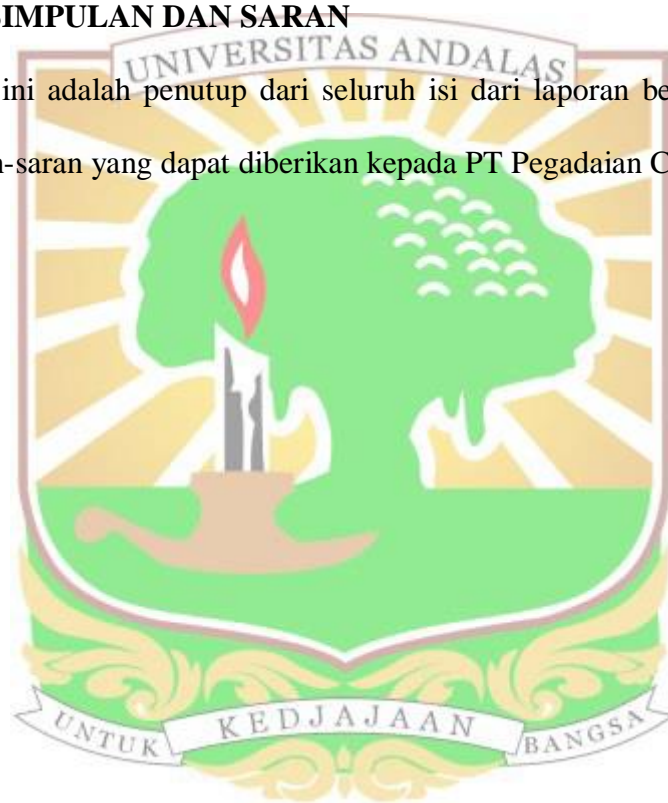 SIMPULAN DAN SARAN
UNIVERSITAS ANDALAS
ini adalah penutup dari seluruh isi dari laporan be
-saran yang dapat diberikan kepada PT Pegadaian C
UNTUK KEDJAJAAN BANGSA